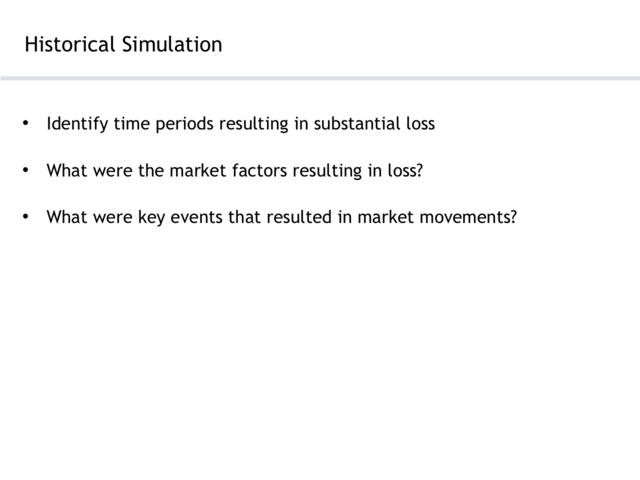 Historical Simulation
• Identify time periods resulting in substantial loss
• What were the market factors resulting in loss?
• What were key events that resulted in market movements?